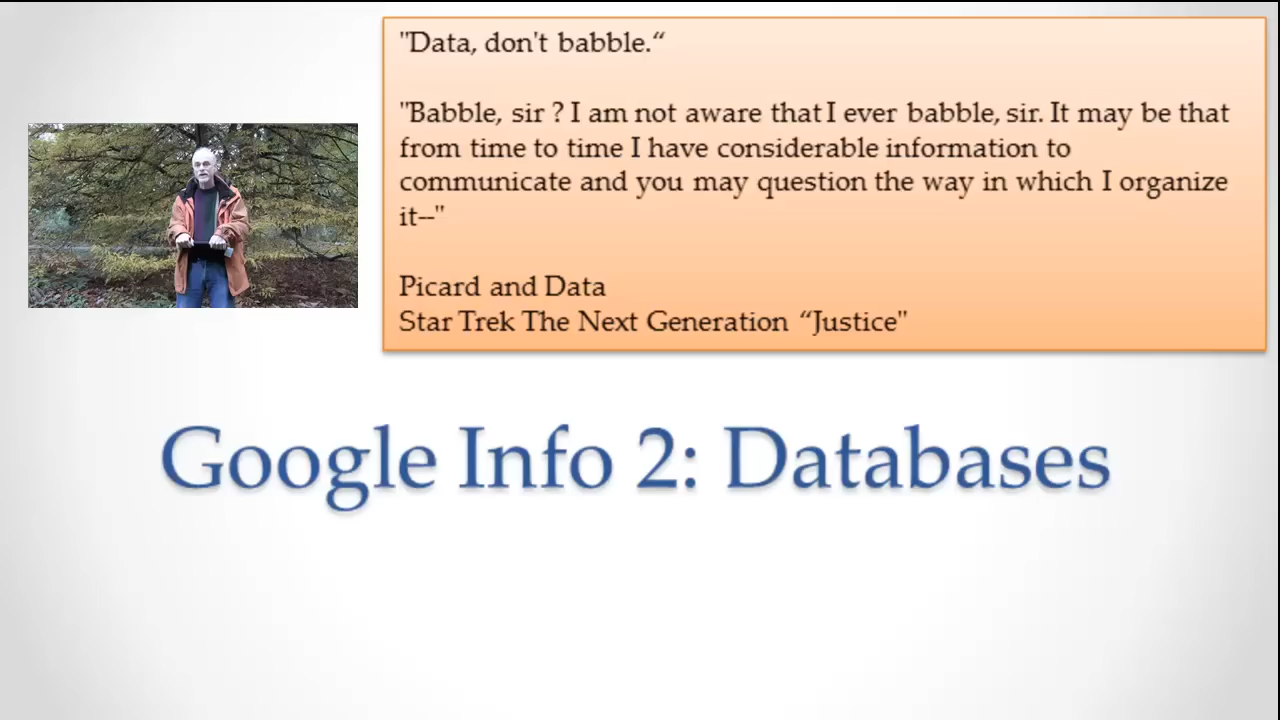 "Data, don't babble.“
"Babble, sir ? I am not aware that I ever babble, sir. It may be that
from time to time I have considerable information to
communicate and you may question the way in which I organize
it--"
Picard and Data
Star Trek The Next Generation “Justice"
Google Info 2: Databases